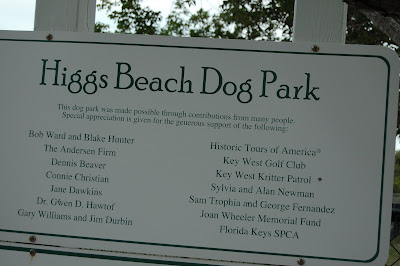 Higgs Beach Dog Park
This dog park was made possible through contributions from many people.
Special appreciation is given for the generous support of the following:
Bob Ward and Blake Hunter
The Andersen Firm
Dennis Beaver
Connie Christian
Jane Dawkins
Dr. Gwen D. Hawtof
Gary Williams and Jim Durbin
Historic Tours of America®
Key West Golf Club
Key West Kritter Patrol
Sylvia and Alan Newman
Sam Trophia and George Fernandez
Joan Wheeler Memorial Fund
Florida Keys SPCA